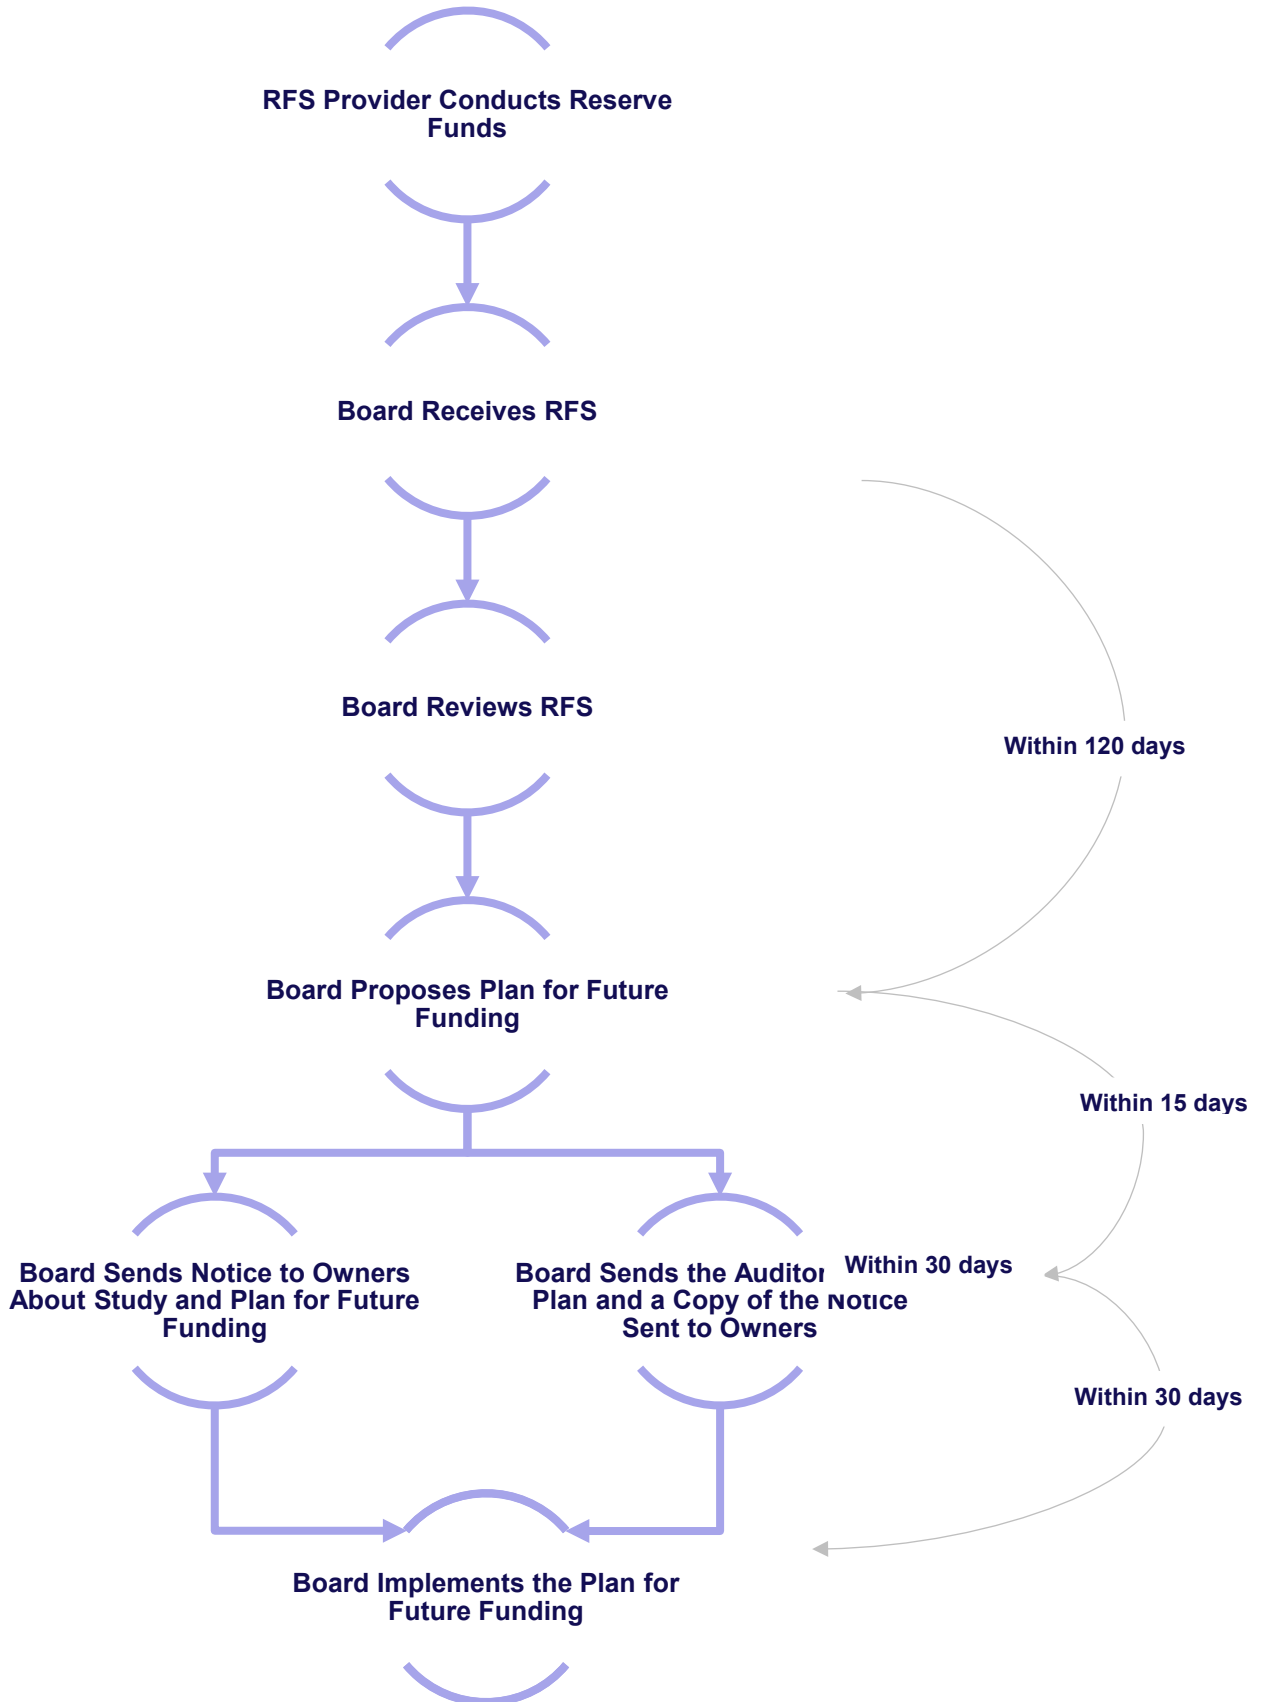 RFS Provider Conducts Reserve
Funds
Board Receives RFS
Board Reviews RFS
Within 120 days
Board Proposes Plan for Future
Funding
Within 15 days
Board Sends Notice to Owners
About Study and Plan for Future
Funding
Board Sends the Auditor
Plan and a Copy of the Notice
Sent to Owners
Within 30 days
Within 30 days
Board Implements the Plan for
Future Funding